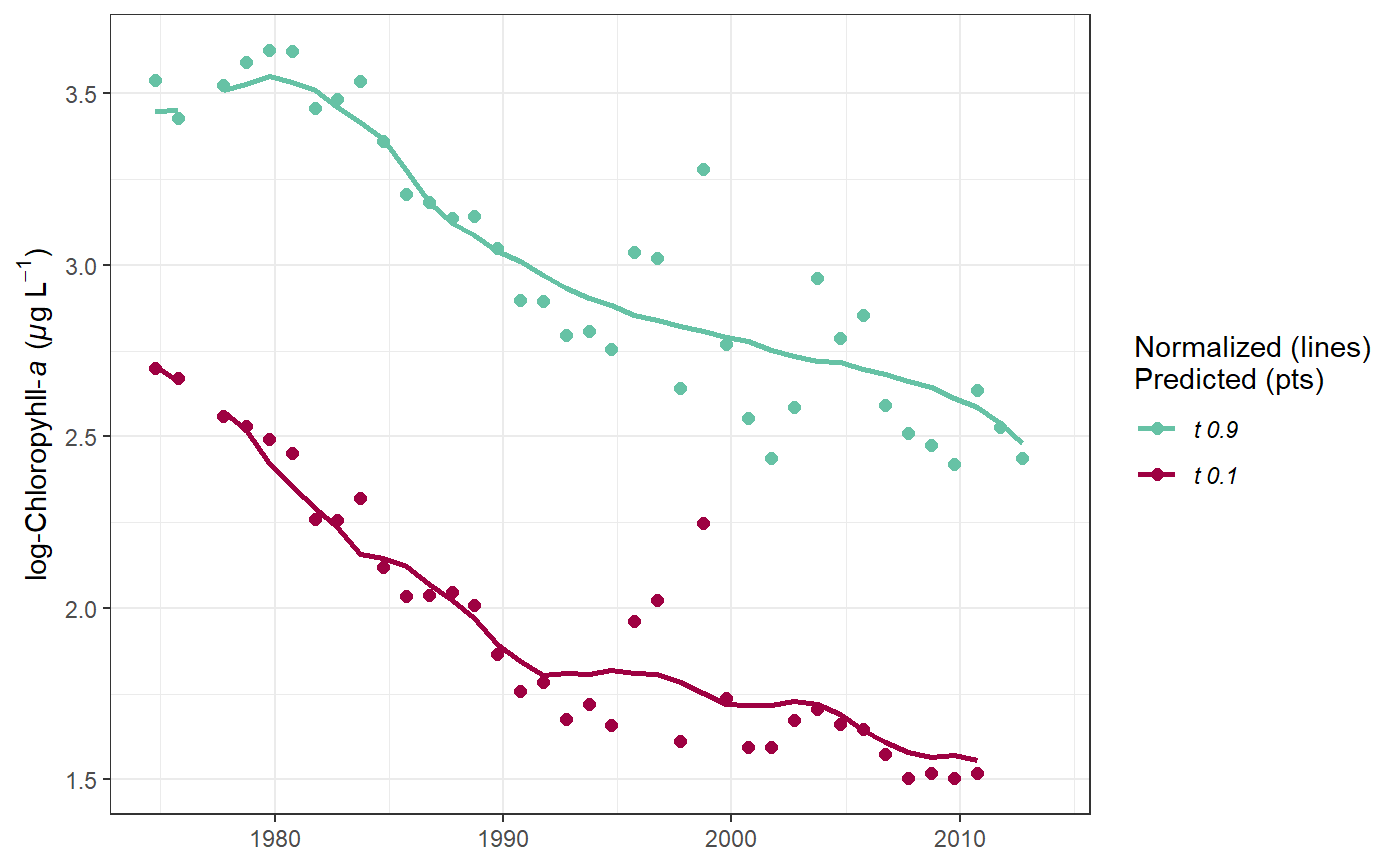 log-Chloropyhll-a (µg L⁻¹)
3.5
3.0
2.5
2.0
1.5
1980 1990 2000 2010
Normalized (lines)
Predicted (pts)
t 0.9
t 0.1